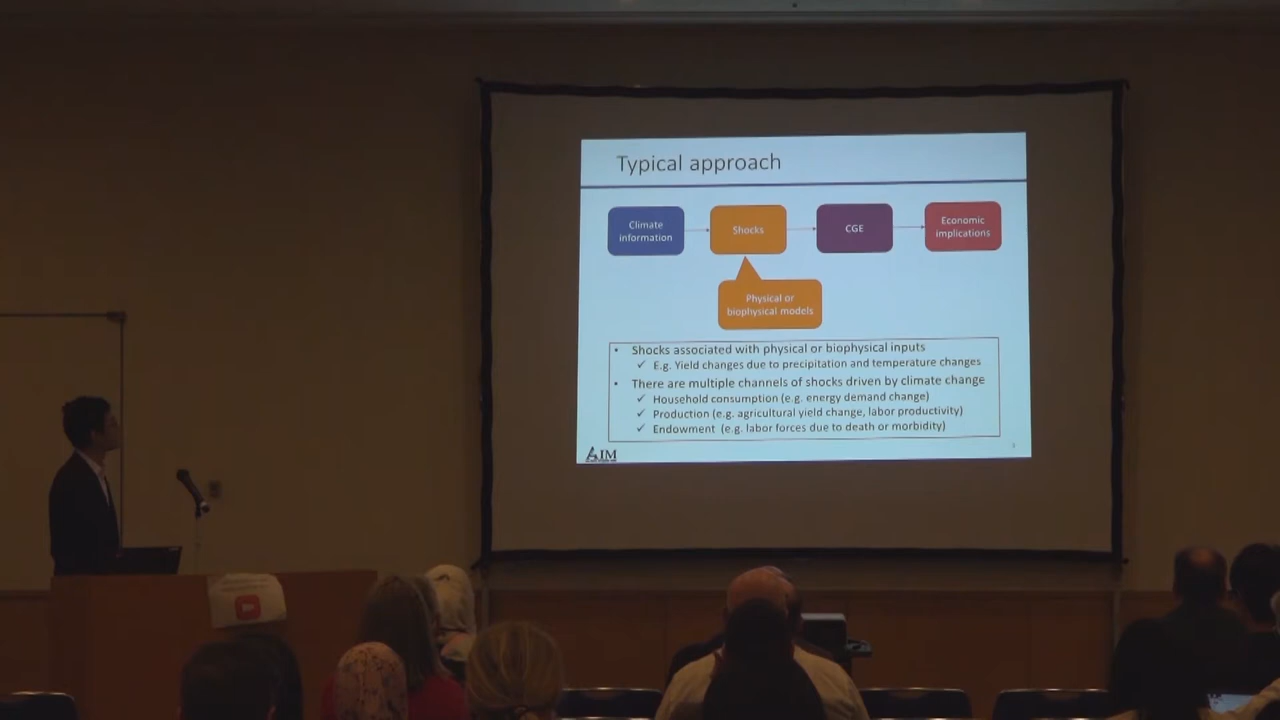 Typical approach
Climate
information
Shocks
CGE
Economic
implications
Physical or
biophysical models
• Shocks associated with physical or biophysical inputs
✓ E.g. Yield changes due to precipitation and temperature changes
• There are multiple channels of shocks driven by climate change
✓ Household consumption (e.g. energy demand change)
✓ Production (e.g. agricultural yield change, labor productivity)
✓ Endowment (e.g. labor forces due to death or morbidity)
AIM